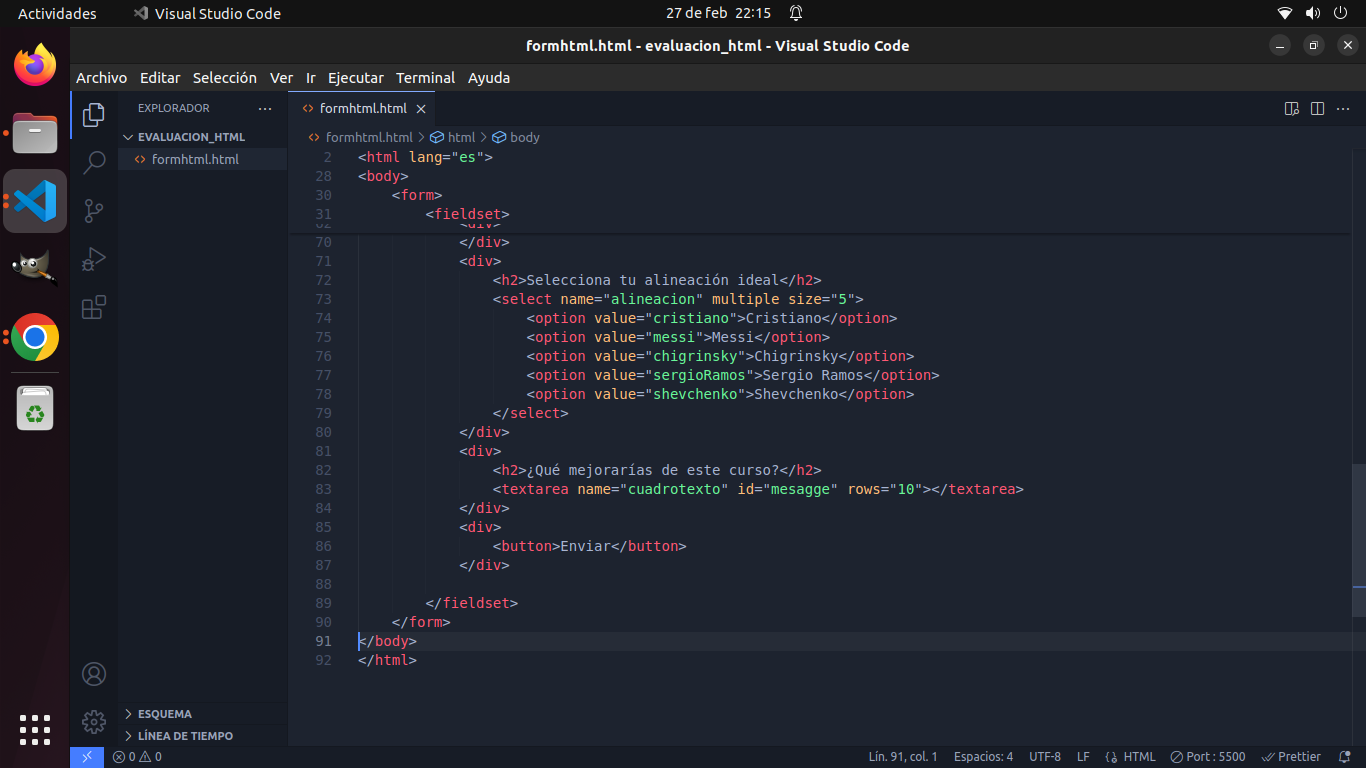 Actividades Visual Studio Code 27 de feb 22:15
formhtml.html - evaluacion_html - Visual Studio Code
Archivo Editar Selección Ver Ir Ejecutar Terminal Ayuda
EXPLORADOR
EVALUACION_HTML
formhtml.html
ESQUEMA
LÍNEA DE TIEMPO
formhtml.html
formhtml.html > html > body
2 <html lang="es">
28 <body>
30 <form>
31 <fieldset>
62 <div>
70 </div>
71 <div>
72 <h2>Selecciona tu alineación ideal</h2>
73 <select name="alineacion" multiple size="5">
74 <option value="cristiano">Cristiano</option>
75 <option value="messi">Messi</option>
76 <option value="chigrinsky">Chigrinsky</option>
77 <option value="sergioRamos">Sergio Ramos</option>
78 <option value="shevchenko">Shevchenko</option>
79 </select>
80 </div>
81 <div>
82 <h2>¿Qué mejorarías de este curso?</h2>
83 <textarea name="cuadrotexto" id="mesagge" rows="10"></textarea>
84 </div>
85 <div>
86 <button>Enviar</button>
87 </div>
88
89 </fieldset>
90 </form>
91 </body>
92 </html>
0 0 Lín. 91, col. 1 Espacios: 4 UTF-8 LF HTML Port : 5500 Prettier